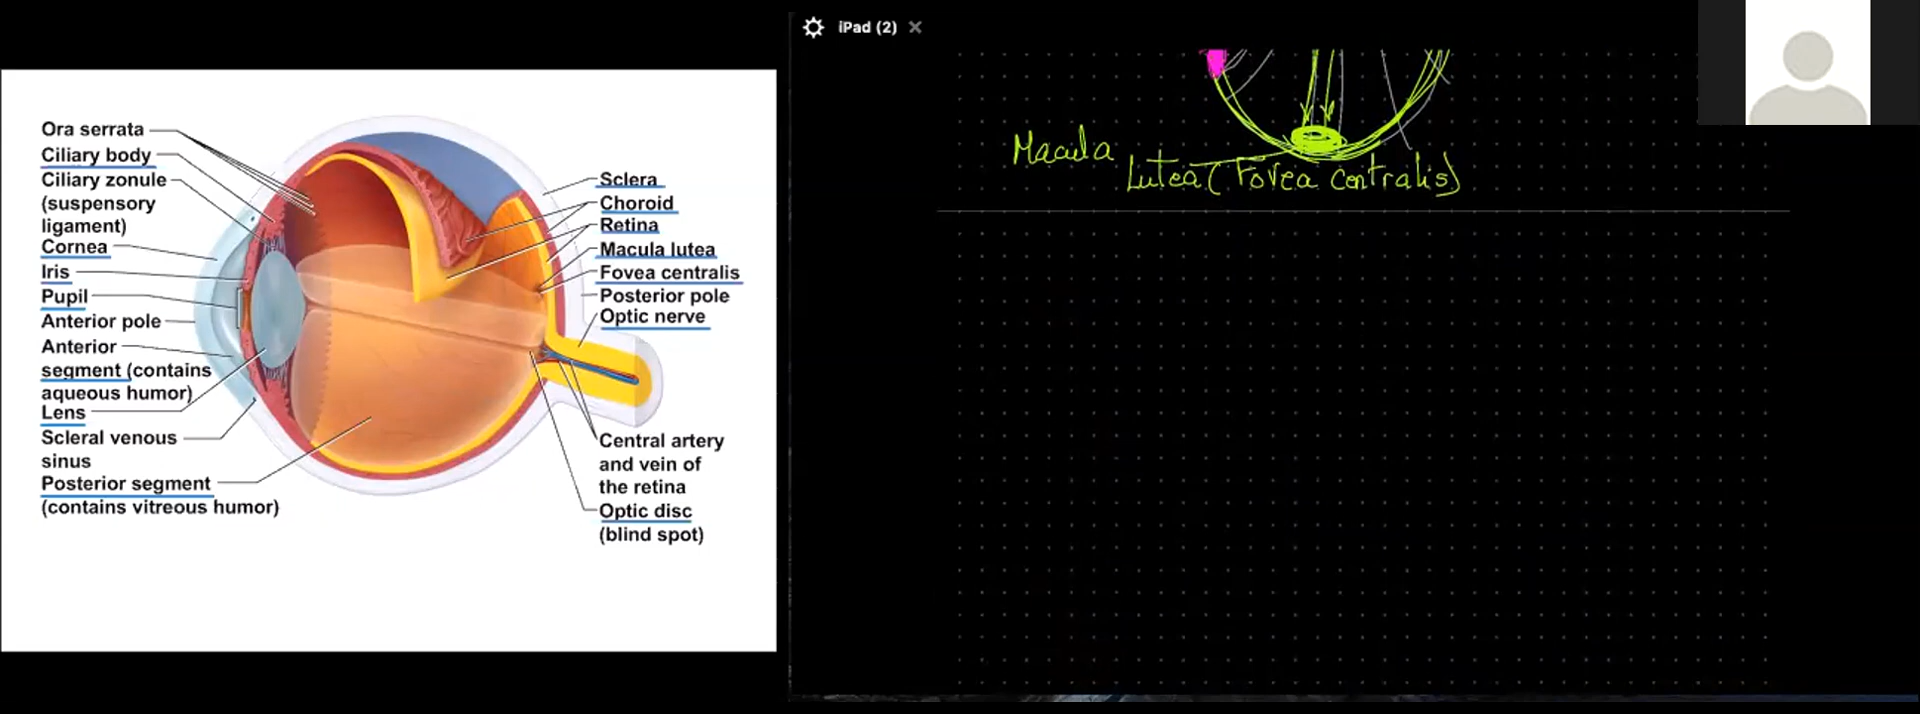 Ora serrata
Ciliary body
Ciliary zonule
(suspensory
ligament)
Cornea
Iris
Pupil
Anterior pole
Anterior
segment (contains
aqueous humor)
Lens
Scleral venous
sinus
Posterior segment
(contains vitreous humor)
Sclera
Choroid
Retina
Macula lutea
Fovea centralis
Posterior pole
Optic nerve
Central artery
and vein of
the retina
Optic disc
(blind spot)
iPad (2)
Macula
Lutea (Fovea centralis)